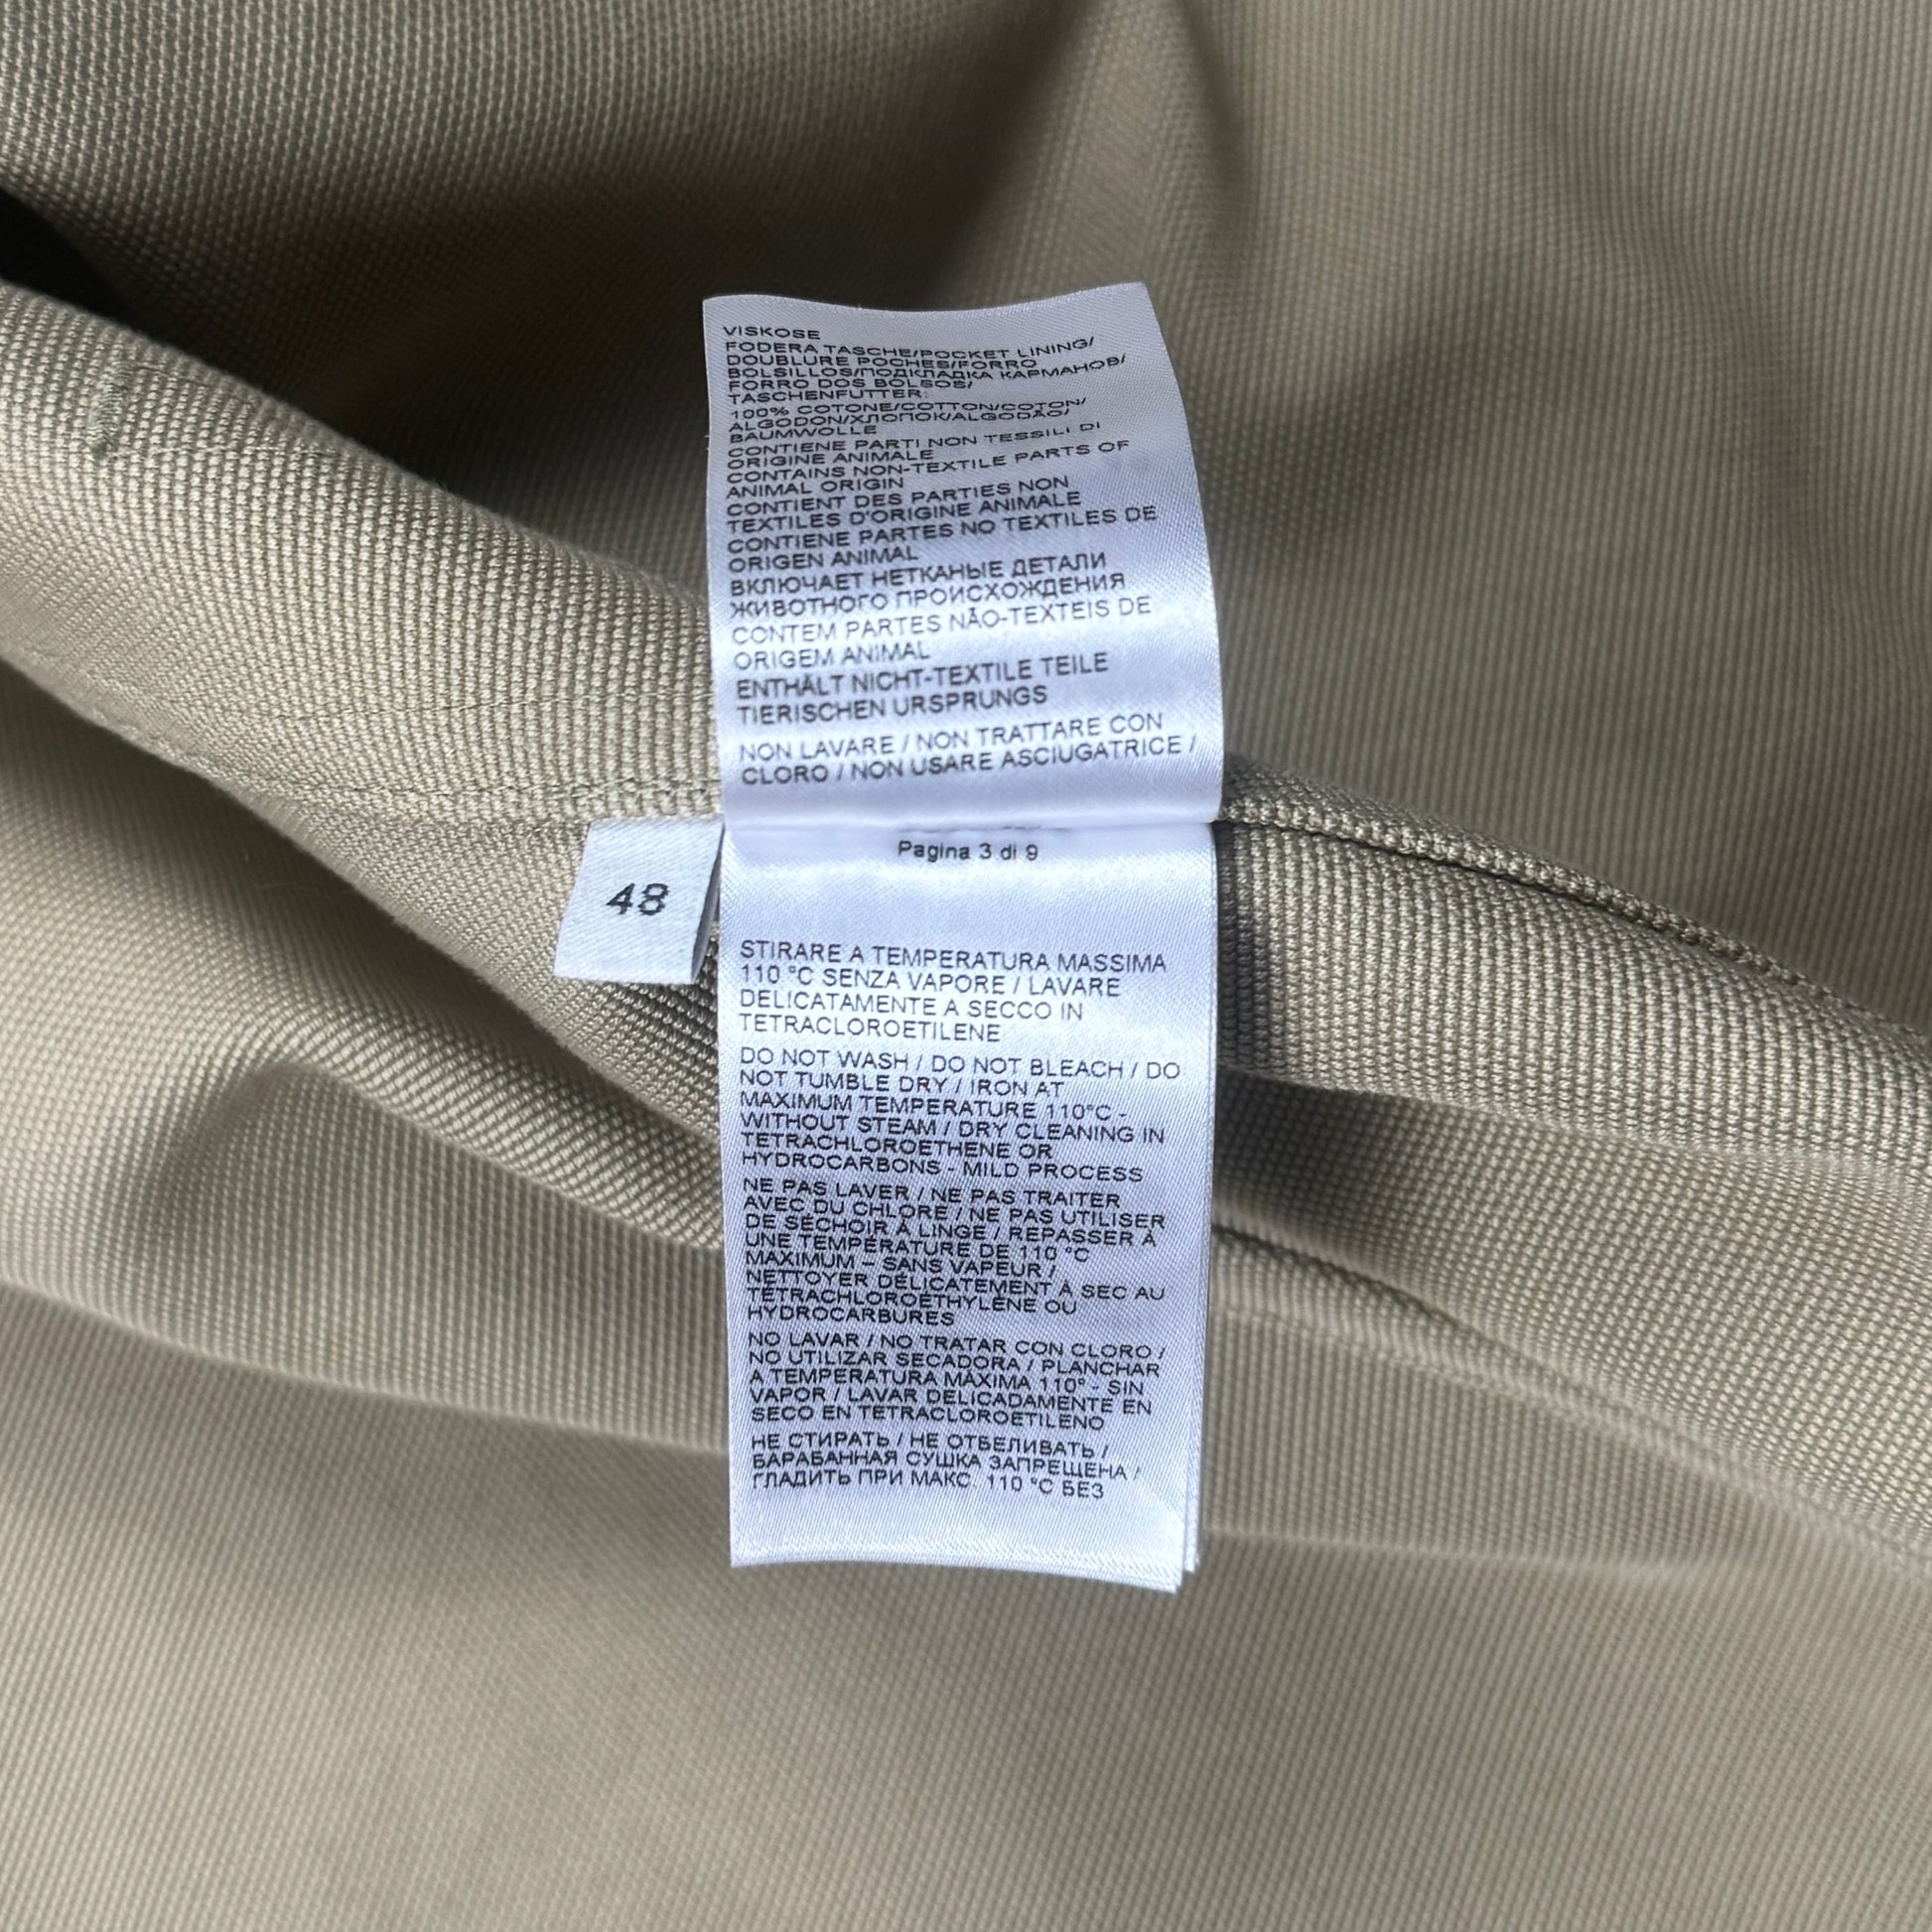 VISKOSE
FODERA TASCHE/POCKET LINING/
DOUBLURE POCHES/FORRO
BOLSILLOS/ПОДКЛАДКА КАРМАНОВ/
FORRO DOS BOLSOS/
TASCHENFUTTER:
100% COTONE/COTTON/COTON/
ALGODON/ХЛОПОК/ALGODÃO/
BAUMWOLLE
CONTIENE PARTI NON TESSILI DI
ORIGINE ANIMALE
CONTAINS NON-TEXTILE PARTS OF
ANIMAL ORIGIN
CONTIENT DES PARTIES NON
TEXTILES D'ORIGINE ANIMALE
CONTIENE PARTES NO TEXTILES DE
ORIGEN ANIMAL
ВКЛЮЧАЕТ НЕТКАНЫЕ ДЕТАЛИ
ЖИВОТНОГО ПРОИСХОЖДЕНИЯ
CONTEM PARTES NÃO-TEXTEIS DE
ORIGEM ANIMAL
ENTHÄLT NICHT-TEXTILE TEILE
TIERISCHEN URSPRUNGS
NON LAVARE / NON TRATTARE CON
CLORO / NON USARE ASCIUGATRICE /
Pagina 3 di 9
48
STIRARE A TEMPERATURA MASSIMA
110 °C SENZA VAPORE / LAVARE
DELICATAMENTE A SECCO IN
TETRACLOROETILENE
DO NOT WASH / DO NOT BLEACH / DO
NOT TUMBLE DRY / IRON AT
MAXIMUM TEMPERATURE 110°C -
WITHOUT STEAM / DRY CLEANING IN
TETRACHLOROETHENE OR
HYDROCARBONS - MILD PROCESS
NE PAS LAVER / NE PAS TRAITER
AVEC DU CHLORE / NE PAS UTILISER
DE SÉCHOIR À LINGE / REPASSER À
UNE TEMPÉRATURE DE 110 °C
MAXIMUM – SANS VAPEUR /
NETTOYER DÉLICATEMENT À SEC AU
TÉTRACHLOROÉTHYLÈNE OU
HYDROCARBURES
NO LAVAR / NO TRATAR CON CLORO /
NO UTILIZAR SECADORA / PLANCHAR
A TEMPERATURA MÁXIMA 110° - SIN
VAPOR / LAVAR DELICADAMENTE EN
SECO EN TETRACLOROETILENO
НЕ СТИРАТЬ / НЕ ОТБЕЛИВАТЬ /
БАРАБАННАЯ СУШКА ЗАПРЕЩЕНА /
ГЛАДИТЬ ПРИ МАКС. 110 °C БЕЗ